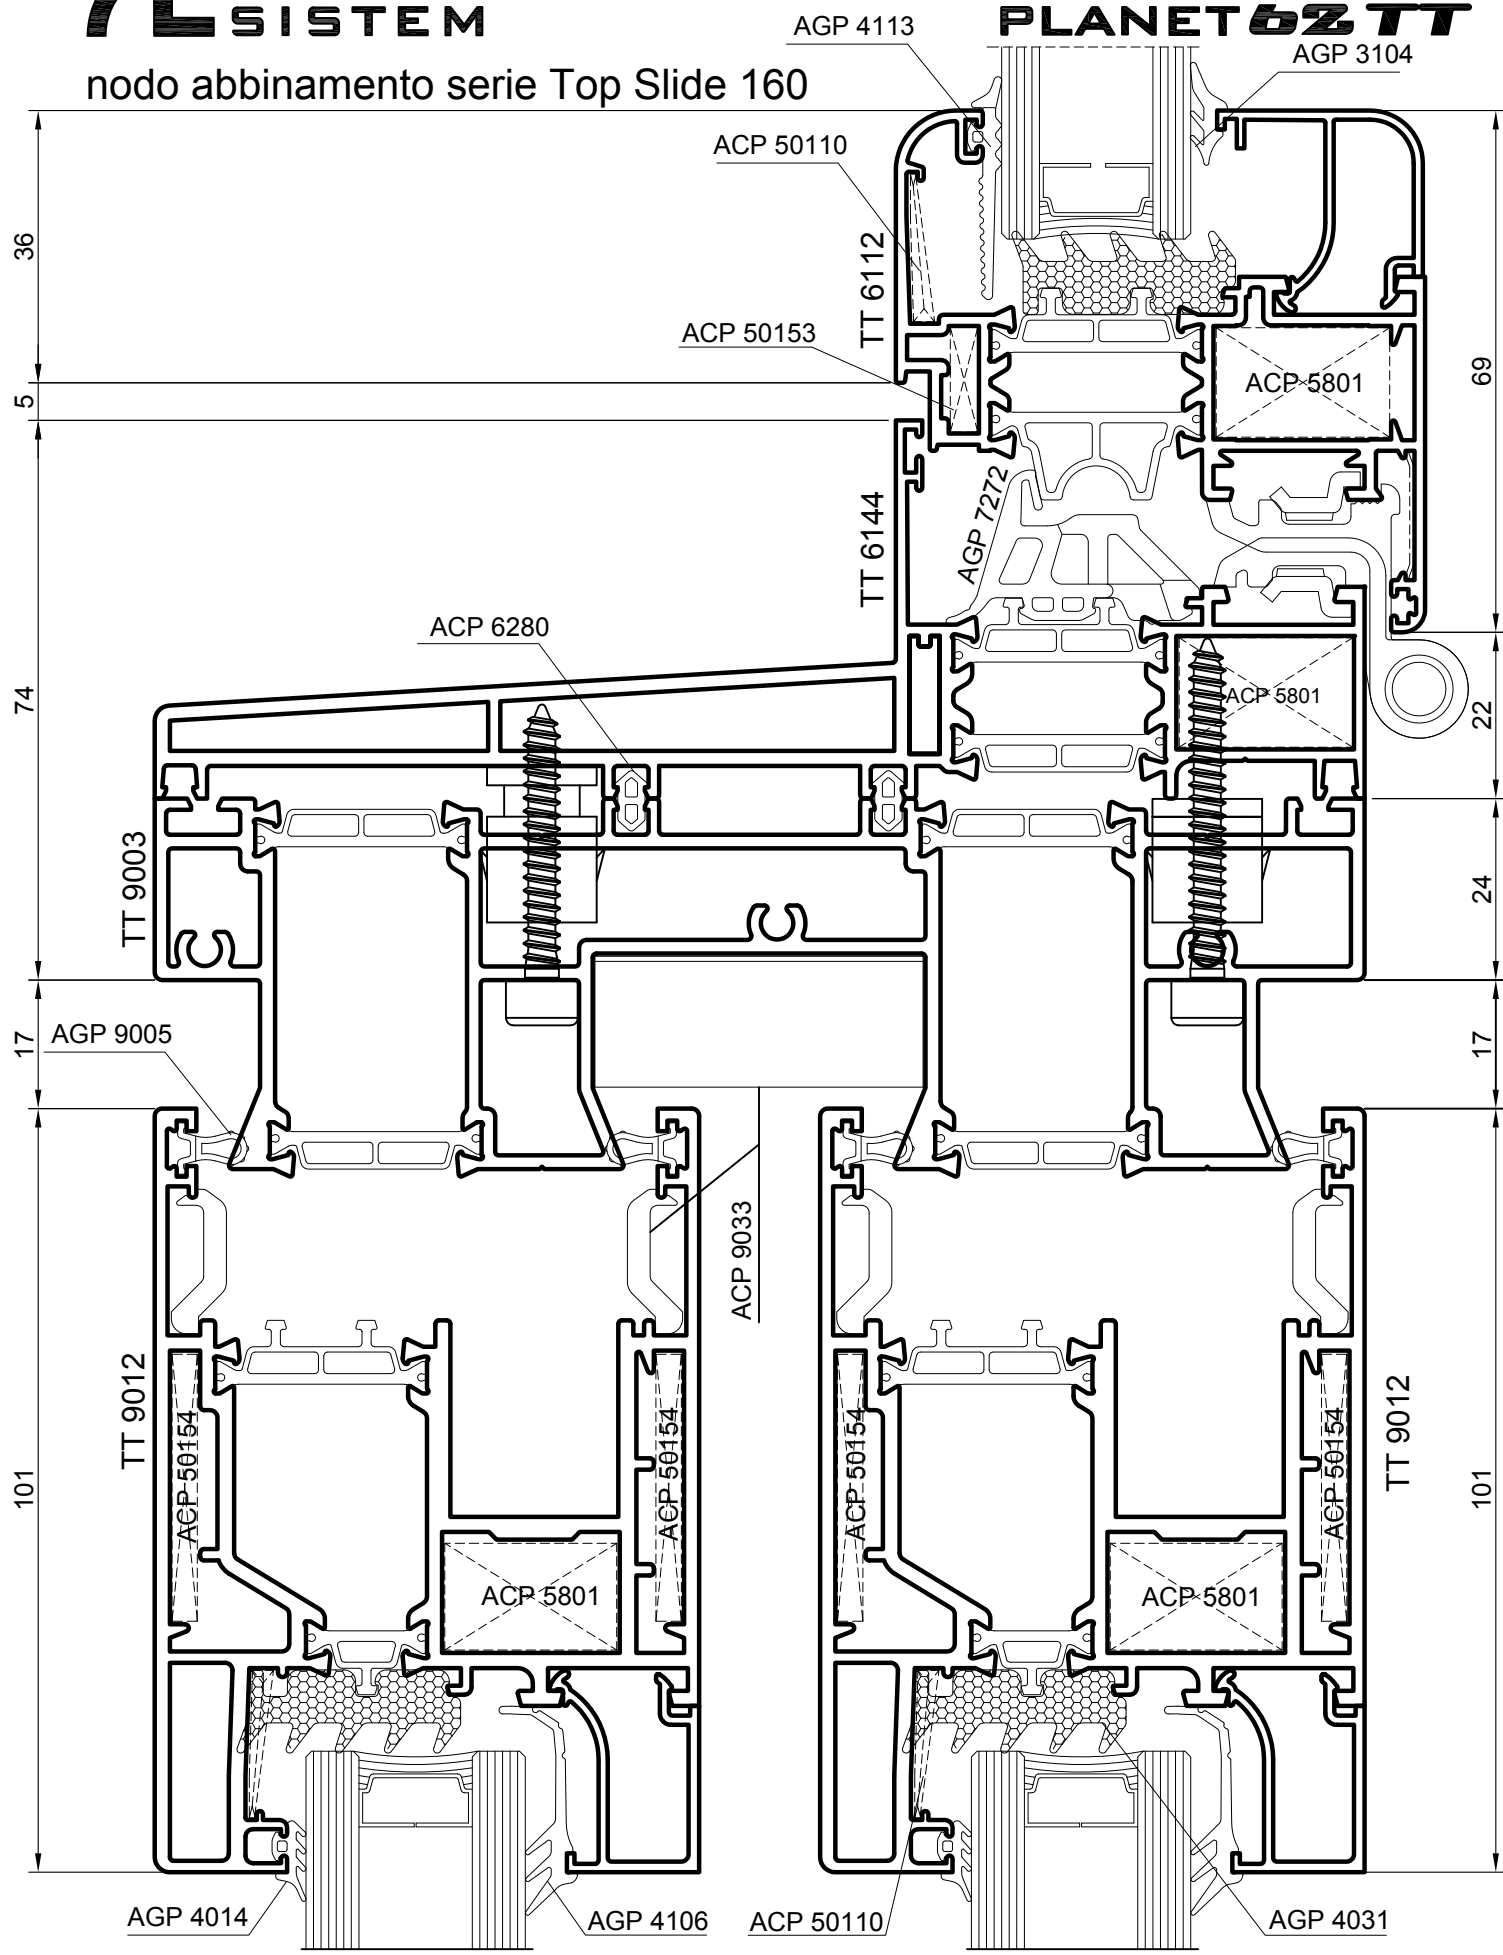 SISTEM
PLANET 62 TT
nodo abbinamento serie Top Slide 160
AGP 4113
AGP 3104
ACP 50110
TT 6112
ACP 50153
ACP 5801
36
5
69
TT 6144
AGP 7272
ACP 6280
ACP 5801
74
22
TT 9003
24
17
AGP 9005
17
ACP 9033
TT 9012
ACP 50154
ACP 50154
ACP 50154
ACP 50154
TT 9012
101
101
ACP 5801
ACP 5801
AGP 4014
AGP 4106
ACP 50110
AGP 4031